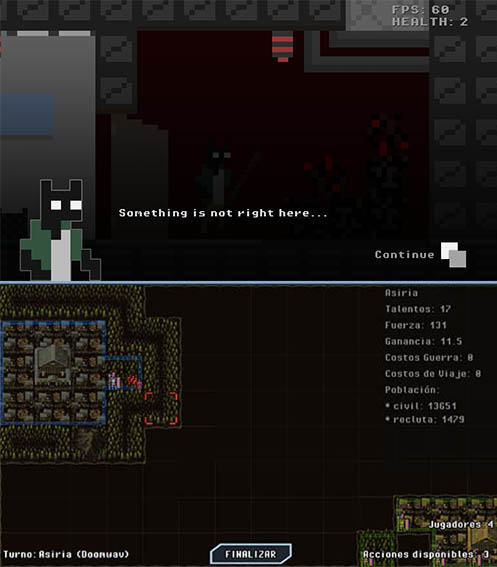 FPS: 60
HEALTH: 2
Something is not right here...
Continue
Asiria
Talentos: 17
Fuerza: 131
Ganancia: 11.5
Costos Guerra: 0
Costos de Viaje: 0
Población:
* civil: 13651
* recluta: 1479
Jugadores: 4
Turno: Asiria (Doomwav)
FINALIZAR
Acciones disponibles: 3